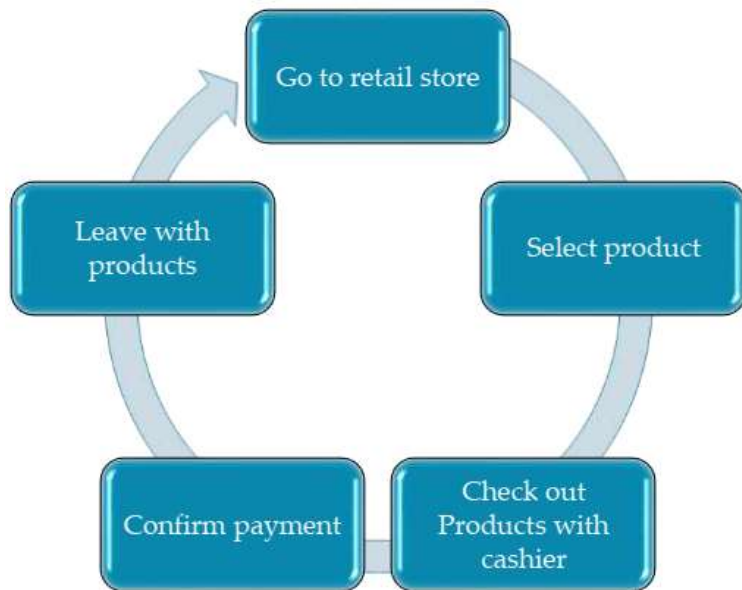 Go to retail store
Select product
Check out
Products with
cashier
Confirm payment
Leave with
products